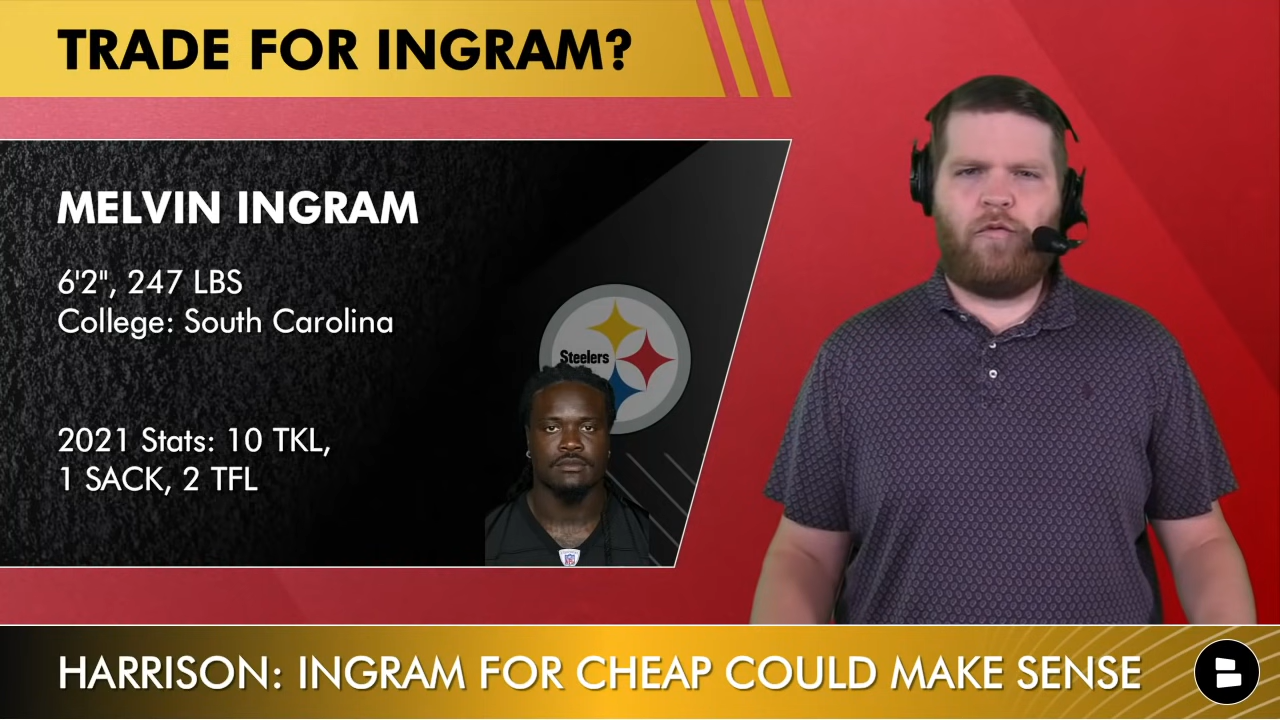 TRADE FOR INGRAM?
MELVIN INGRAM
6'2", 247 LBS
College: South Carolina
Steelers
2021 Stats: 10 TKL,
1 SACK, 2 TFL
HARRISON: INGRAM FOR CHEAP COULD MAKE SENSE